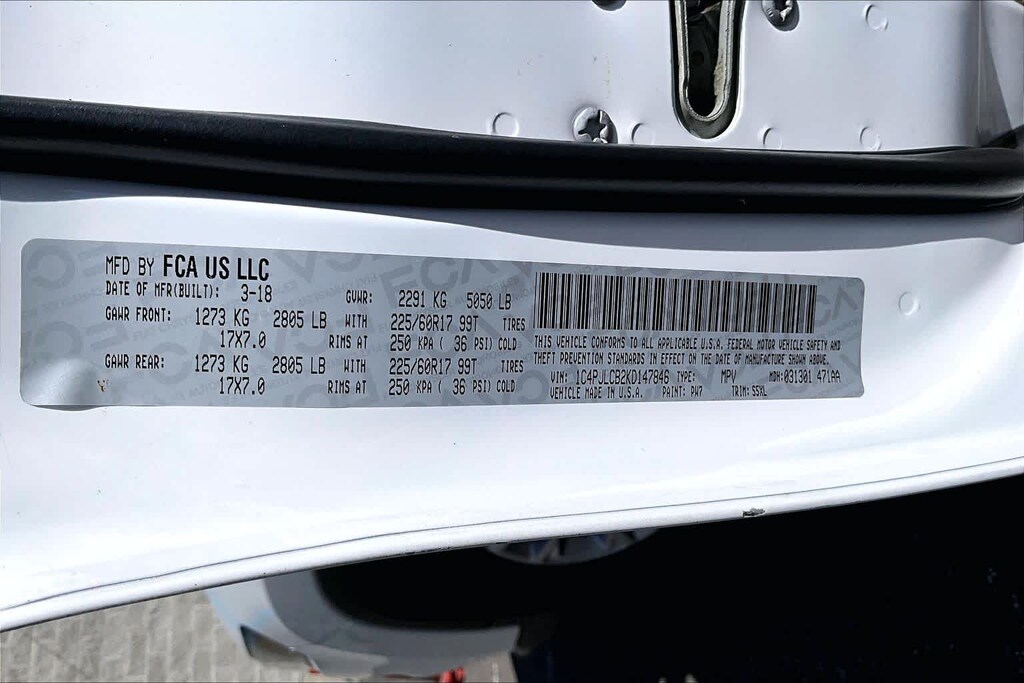 MFD BY FCA US LLC
DATE OF MFR(BUILT): 3-18 GVWR: 2291 KG 5050 LB
GAWR FRONT: 1273 KG 2805 LB WITH 225/60R17 99T TIRES
17X7.0 RIMS AT 250 KPA ( 36 PSI) COLD
GAWR REAR: 1273 KG 2805 LB WITH 225/60R17 99T TIRES
17X7.0 RIMS AT 250 KPA ( 36 PSI) COLD
THIS VEHICLE CONFORMS TO ALL APPLICABLE U.S.A. FEDERAL MOTOR VEHICLE SAFETY AND
THEFT PREVENTION STANDARDS IN EFFECT ON THE DATE OF MANUFACTURE SHOWN ABOVE.
VIN: 1C4PJLCB2KD147846 TYPE: MPV MDH: 031301 471AA
VEHICLE MADE IN U.S.A. PAINT: PW7 TRIM: S5XL